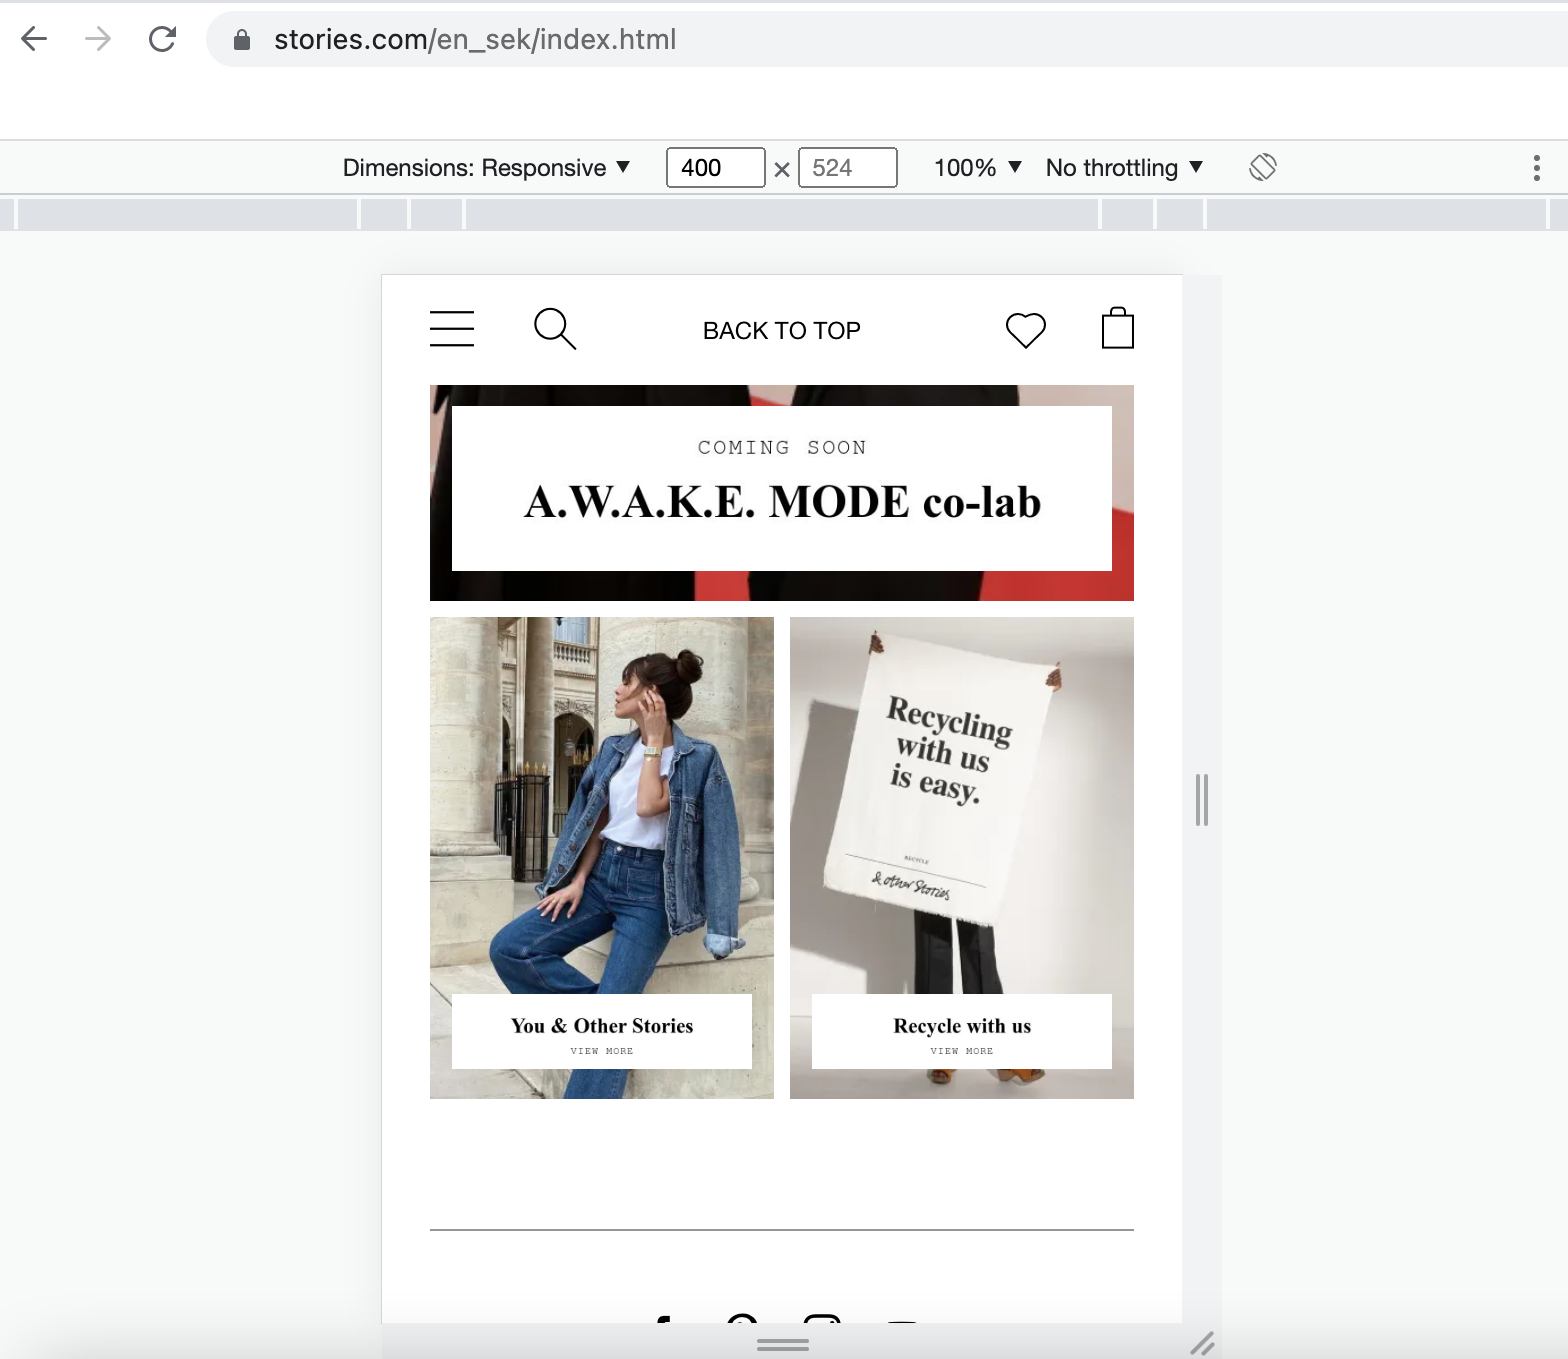 stories.com/en_sek/index.html
Dimensions: Responsive ▼ 400 × 524 100% ▼ No throttling ▼
BACK TO TOP
COMING SOON
A.W.A.K.E. MODE co-lab
Recycling
with us
is easy.
RECYCLE
& other Stories
You & Other Stories
VIEW MORE
Recycle with us
VIEW MORE